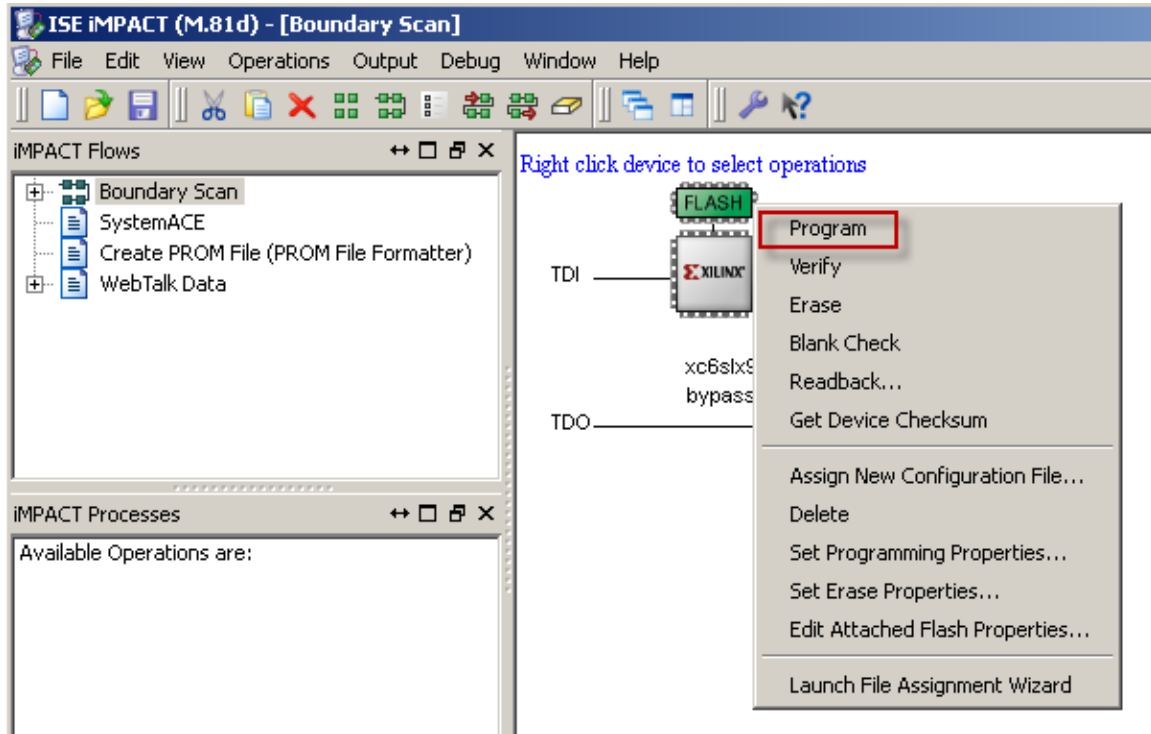 ISE iMPACT (M.81d) - [Boundary Scan]
File Edit View Operations Output Debug Window Help
iMPACT Flows
Boundary Scan
SystemACE
Create PROM File (PROM File Formatter)
WebTalk Data
iMPACT Processes
Available Operations are:
Right click device to select operations
FLASH
TDI
XILINX
xc6slx9
bypass
TDO
Program
Verify
Erase
Blank Check
Readback...
Get Device Checksum
Assign New Configuration File...
Delete
Set Programming Properties...
Set Erase Properties...
Edit Attached Flash Properties...
Launch File Assignment Wizard